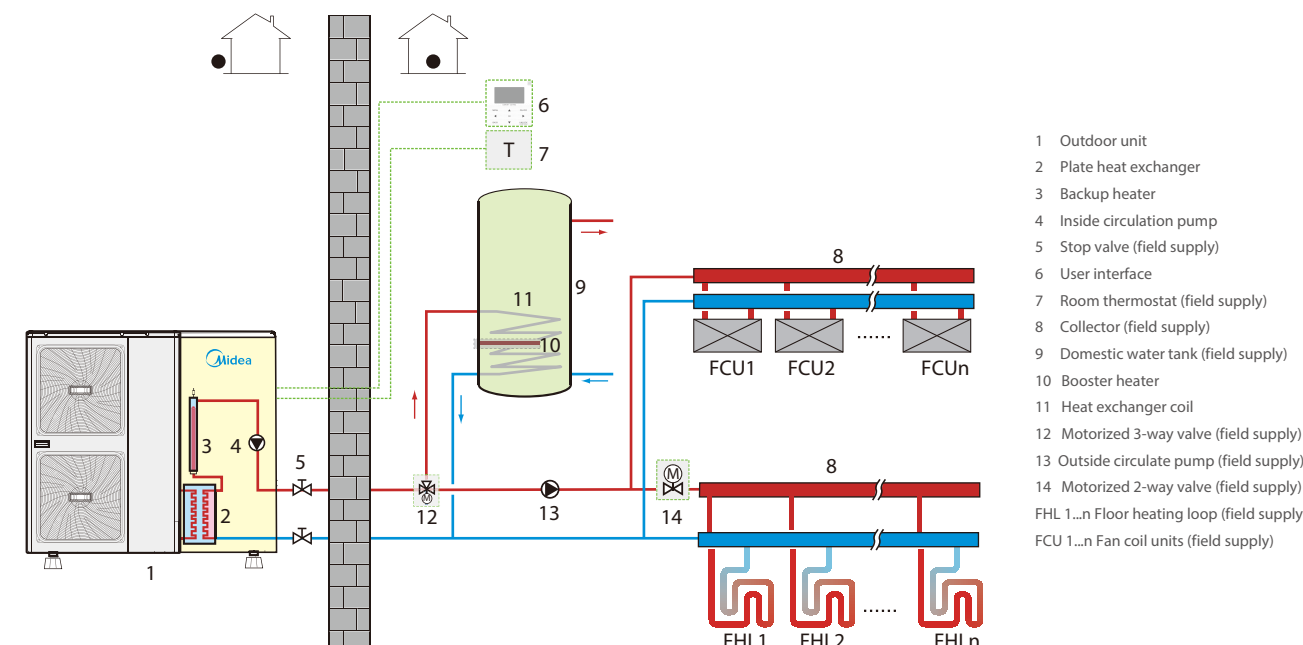 6
T 7
11
9
10
8
FCU1 FCU2 ...... FCUn
Midea
3 4 5
2
1
12
M
13
M
14
8
......
FHL1 FHL2 FHLn
1 Outdoor unit
2 Plate heat exchanger
3 Backup heater
4 Inside circulation pump
5 Stop valve (field supply)
6 User interface
7 Room thermostat (field supply)
8 Collector (field supply)
9 Domestic water tank (field supply)
10 Booster heater
11 Heat exchanger coil
12 Motorized 3-way valve (field supply)
13 Outside circulate pump (field supply)
14 Motorized 2-way valve (field supply)
FHL 1...n Floor heating loop (field supply
FCU 1...n Fan coil units (field supply)